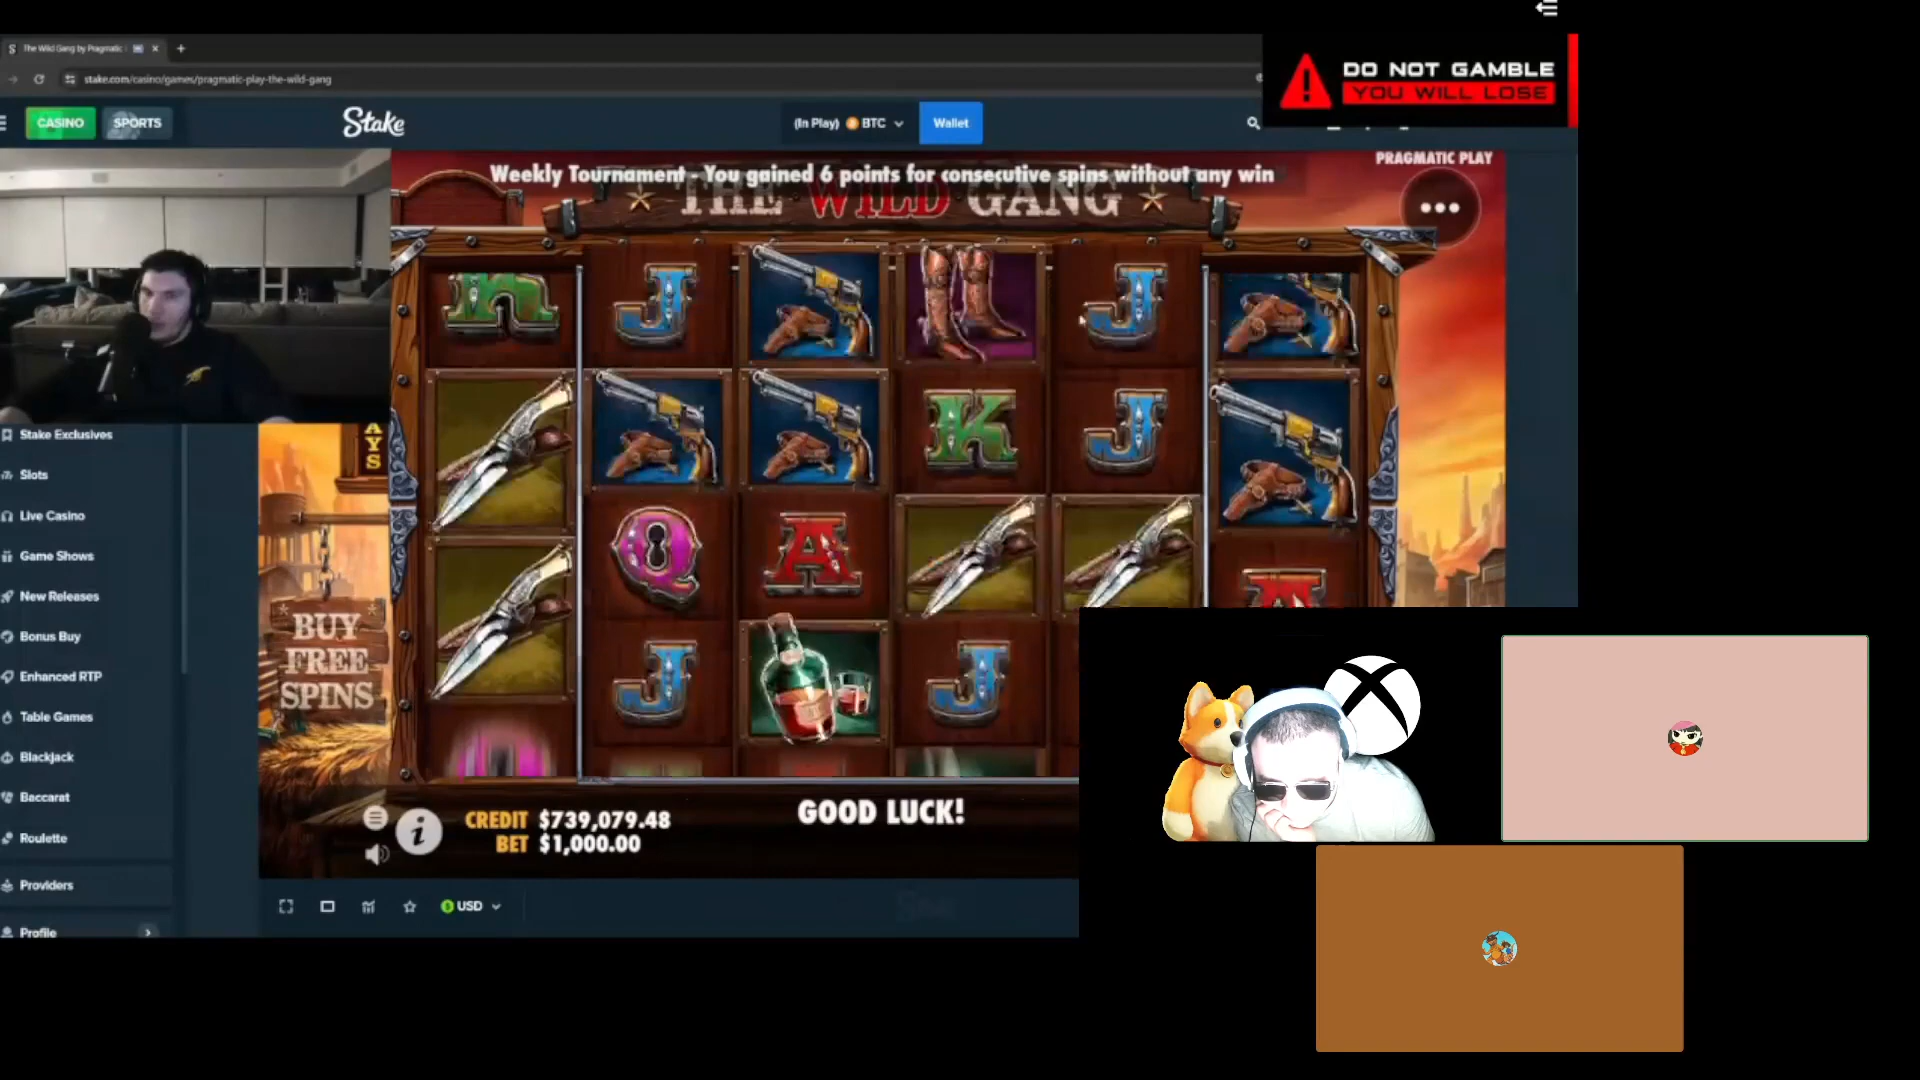 The Wild Gang by Pragmatic
stake.com/casino/games/pragmatic-play-the-wild-gang
DO NOT GAMBLE
YOU WILL LOSE
CASINO
SPORTS
Stake
(In Play) BTC
Wallet
PRAGMATIC PLAY
Weekly Tournament - You gained 6 points for consecutive spins without any win
THE WILD GANG
J
J
K
J
AYS
Q
A
J
J
A
Stake Exclusives
Slots
Live Casino
Game Shows
New Releases
Bonus Buy
Enhanced RTP
Table Games
Blackjack
Baccarat
Roulette
Providers
Profile
BUY
FREE
SPINS
CREDIT $739,079.48
BET $1,000.00
GOOD LUCK!
USD